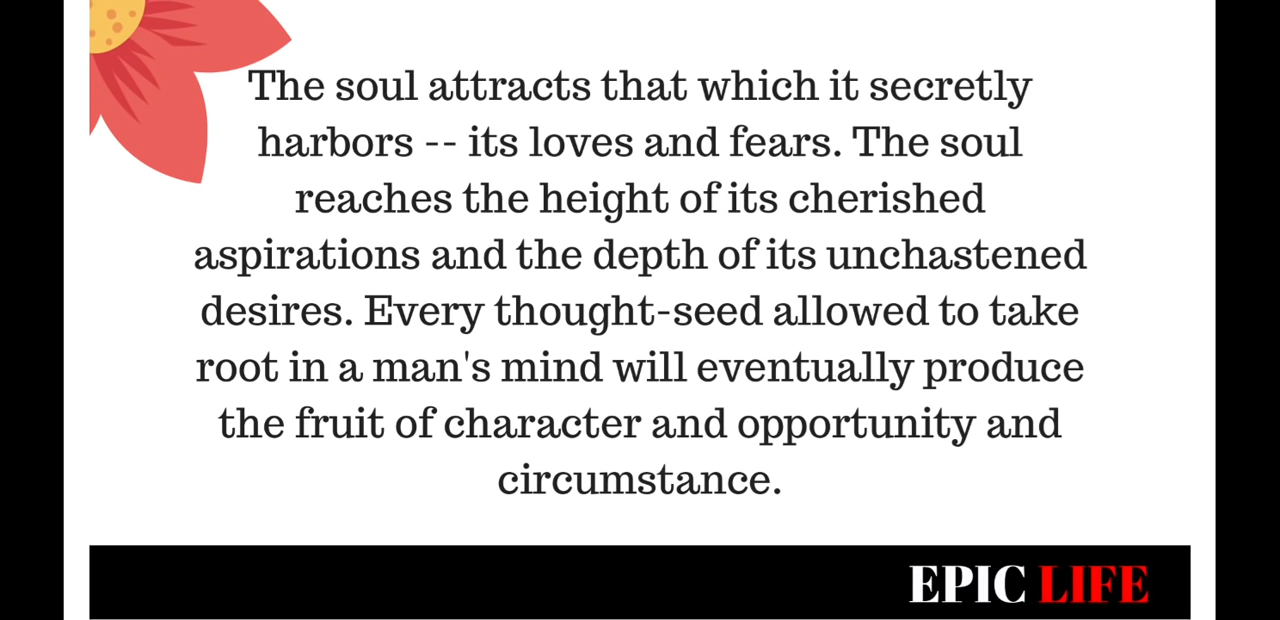 The soul attracts that which it secretly
harbors -- its loves and fears. The soul
reaches the height of its cherished
aspirations and the depth of its unchastened
desires. Every thought-seed allowed to take
root in a man's mind will eventually produce
the fruit of character and opportunity and
circumstance.
EPIC LIFE